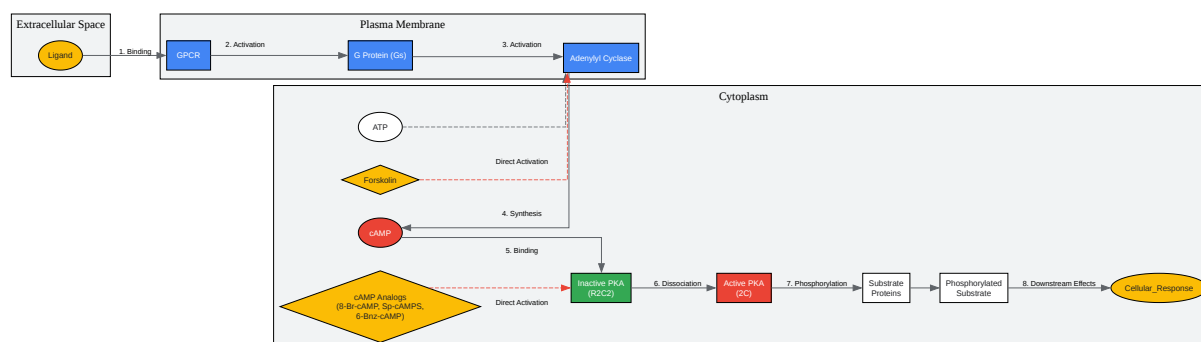 Extracellular Space
Plasma Membrane
Ligand
1. Binding
GPCR
2. Activation
G Protein (Gs)
3. Activation
Adenylyl Cyclase
Cytoplasm
ATP
Direct Activation
Forskolin
4. Synthesis
cAMP
5. Binding
cAMP Analogs
(8-Br-cAMP, Sp-cAMPS,
6-Bnz-cAMP)
Direct Activation
Inactive PKA
(R2C2)
6. Dissociation
Active PKA
(2C)
7. Phosphorylation
Substrate
Proteins
Phosphorylated
Substrate
8. Downstream Effects
Cellular_Response